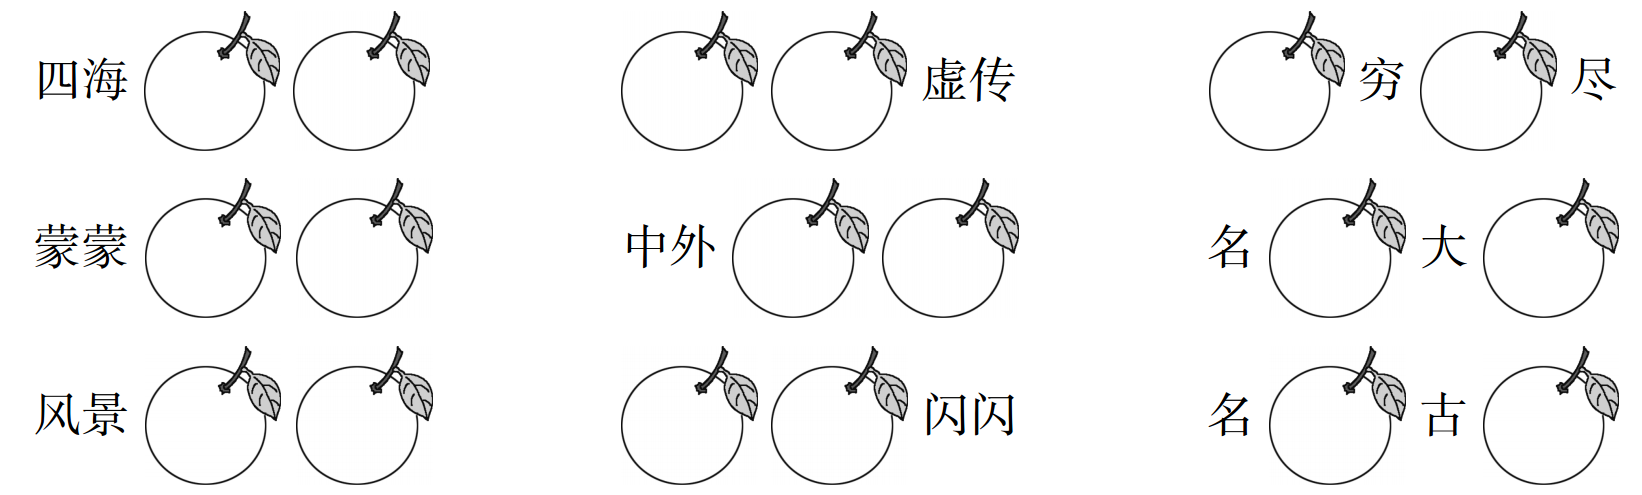 四海 虚传 穷 尽
蒙蒙 中外 名 大
风景 闪闪 名 古